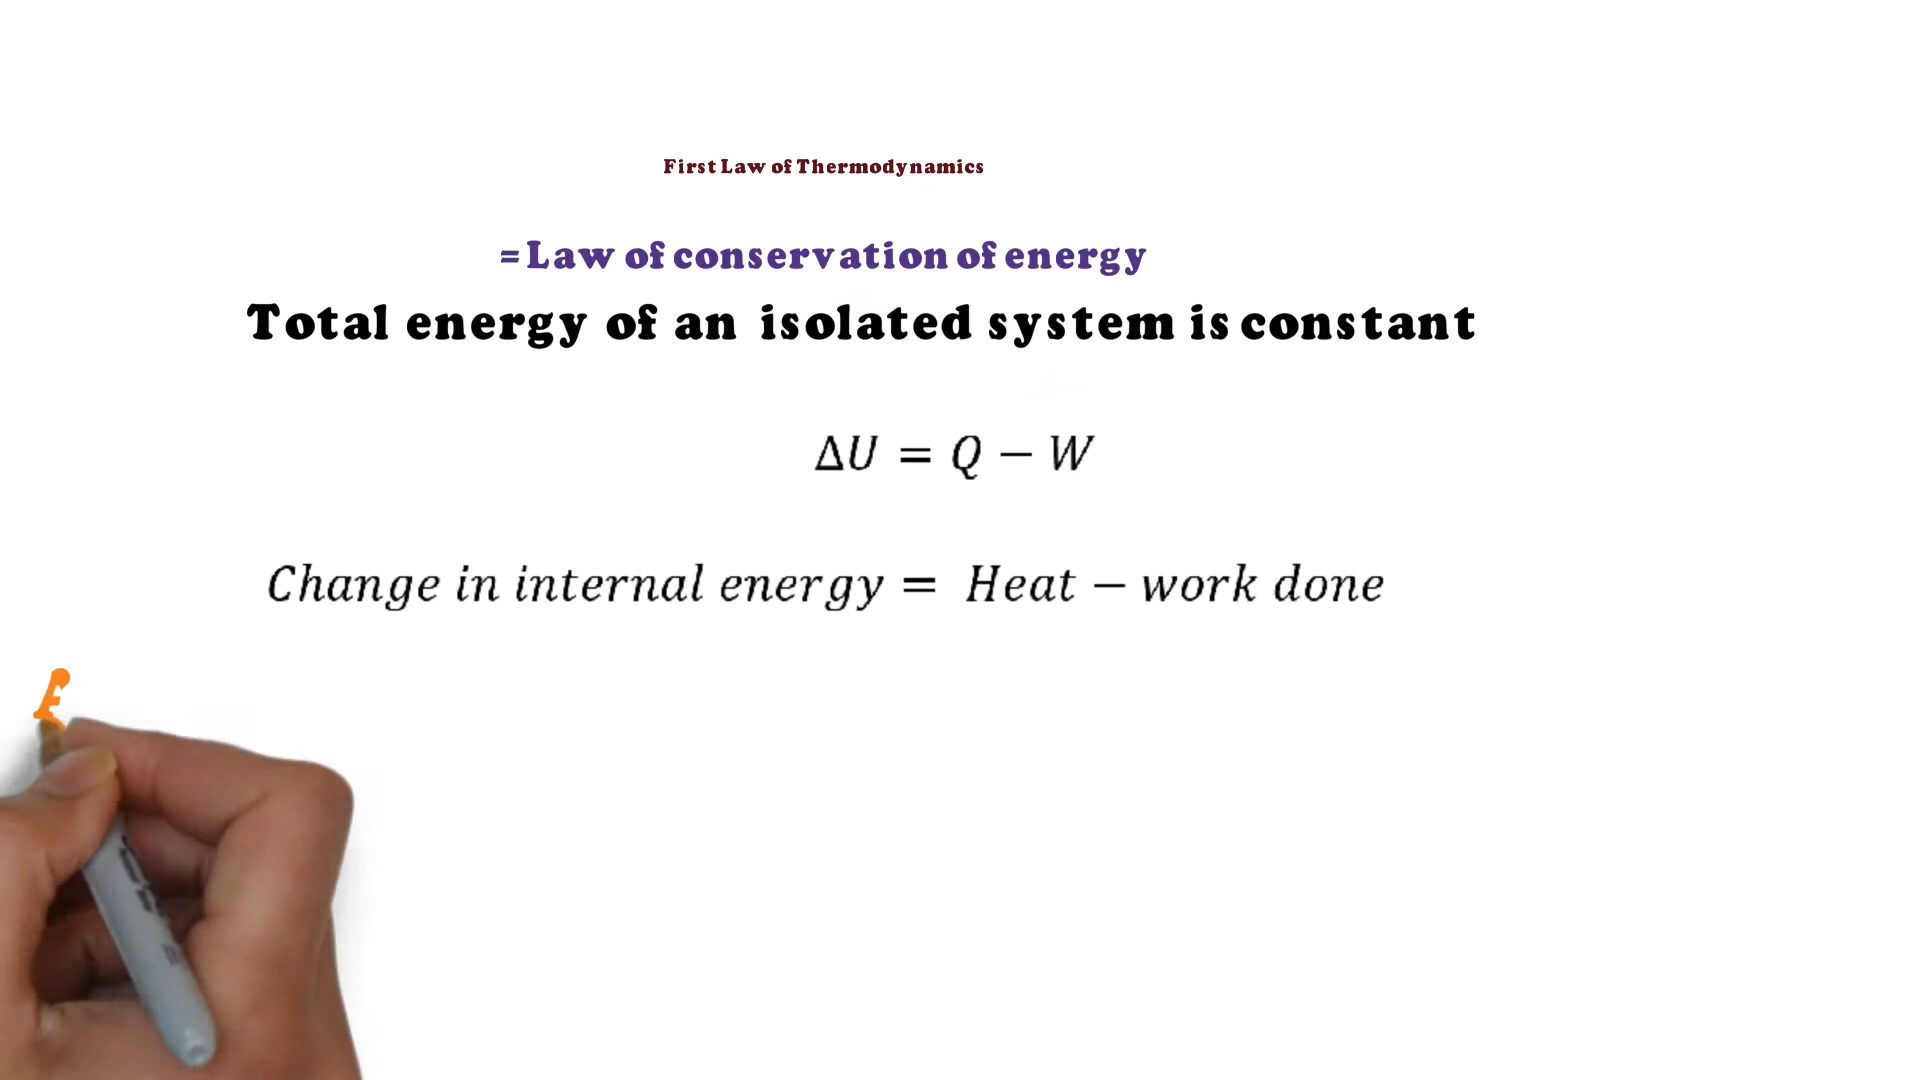 First Law of Thermodynamics
=Law of conservation of energy
Total energy of an isolated system is constant
ΔU = Q − W
Change in internal energy = Heat − work done